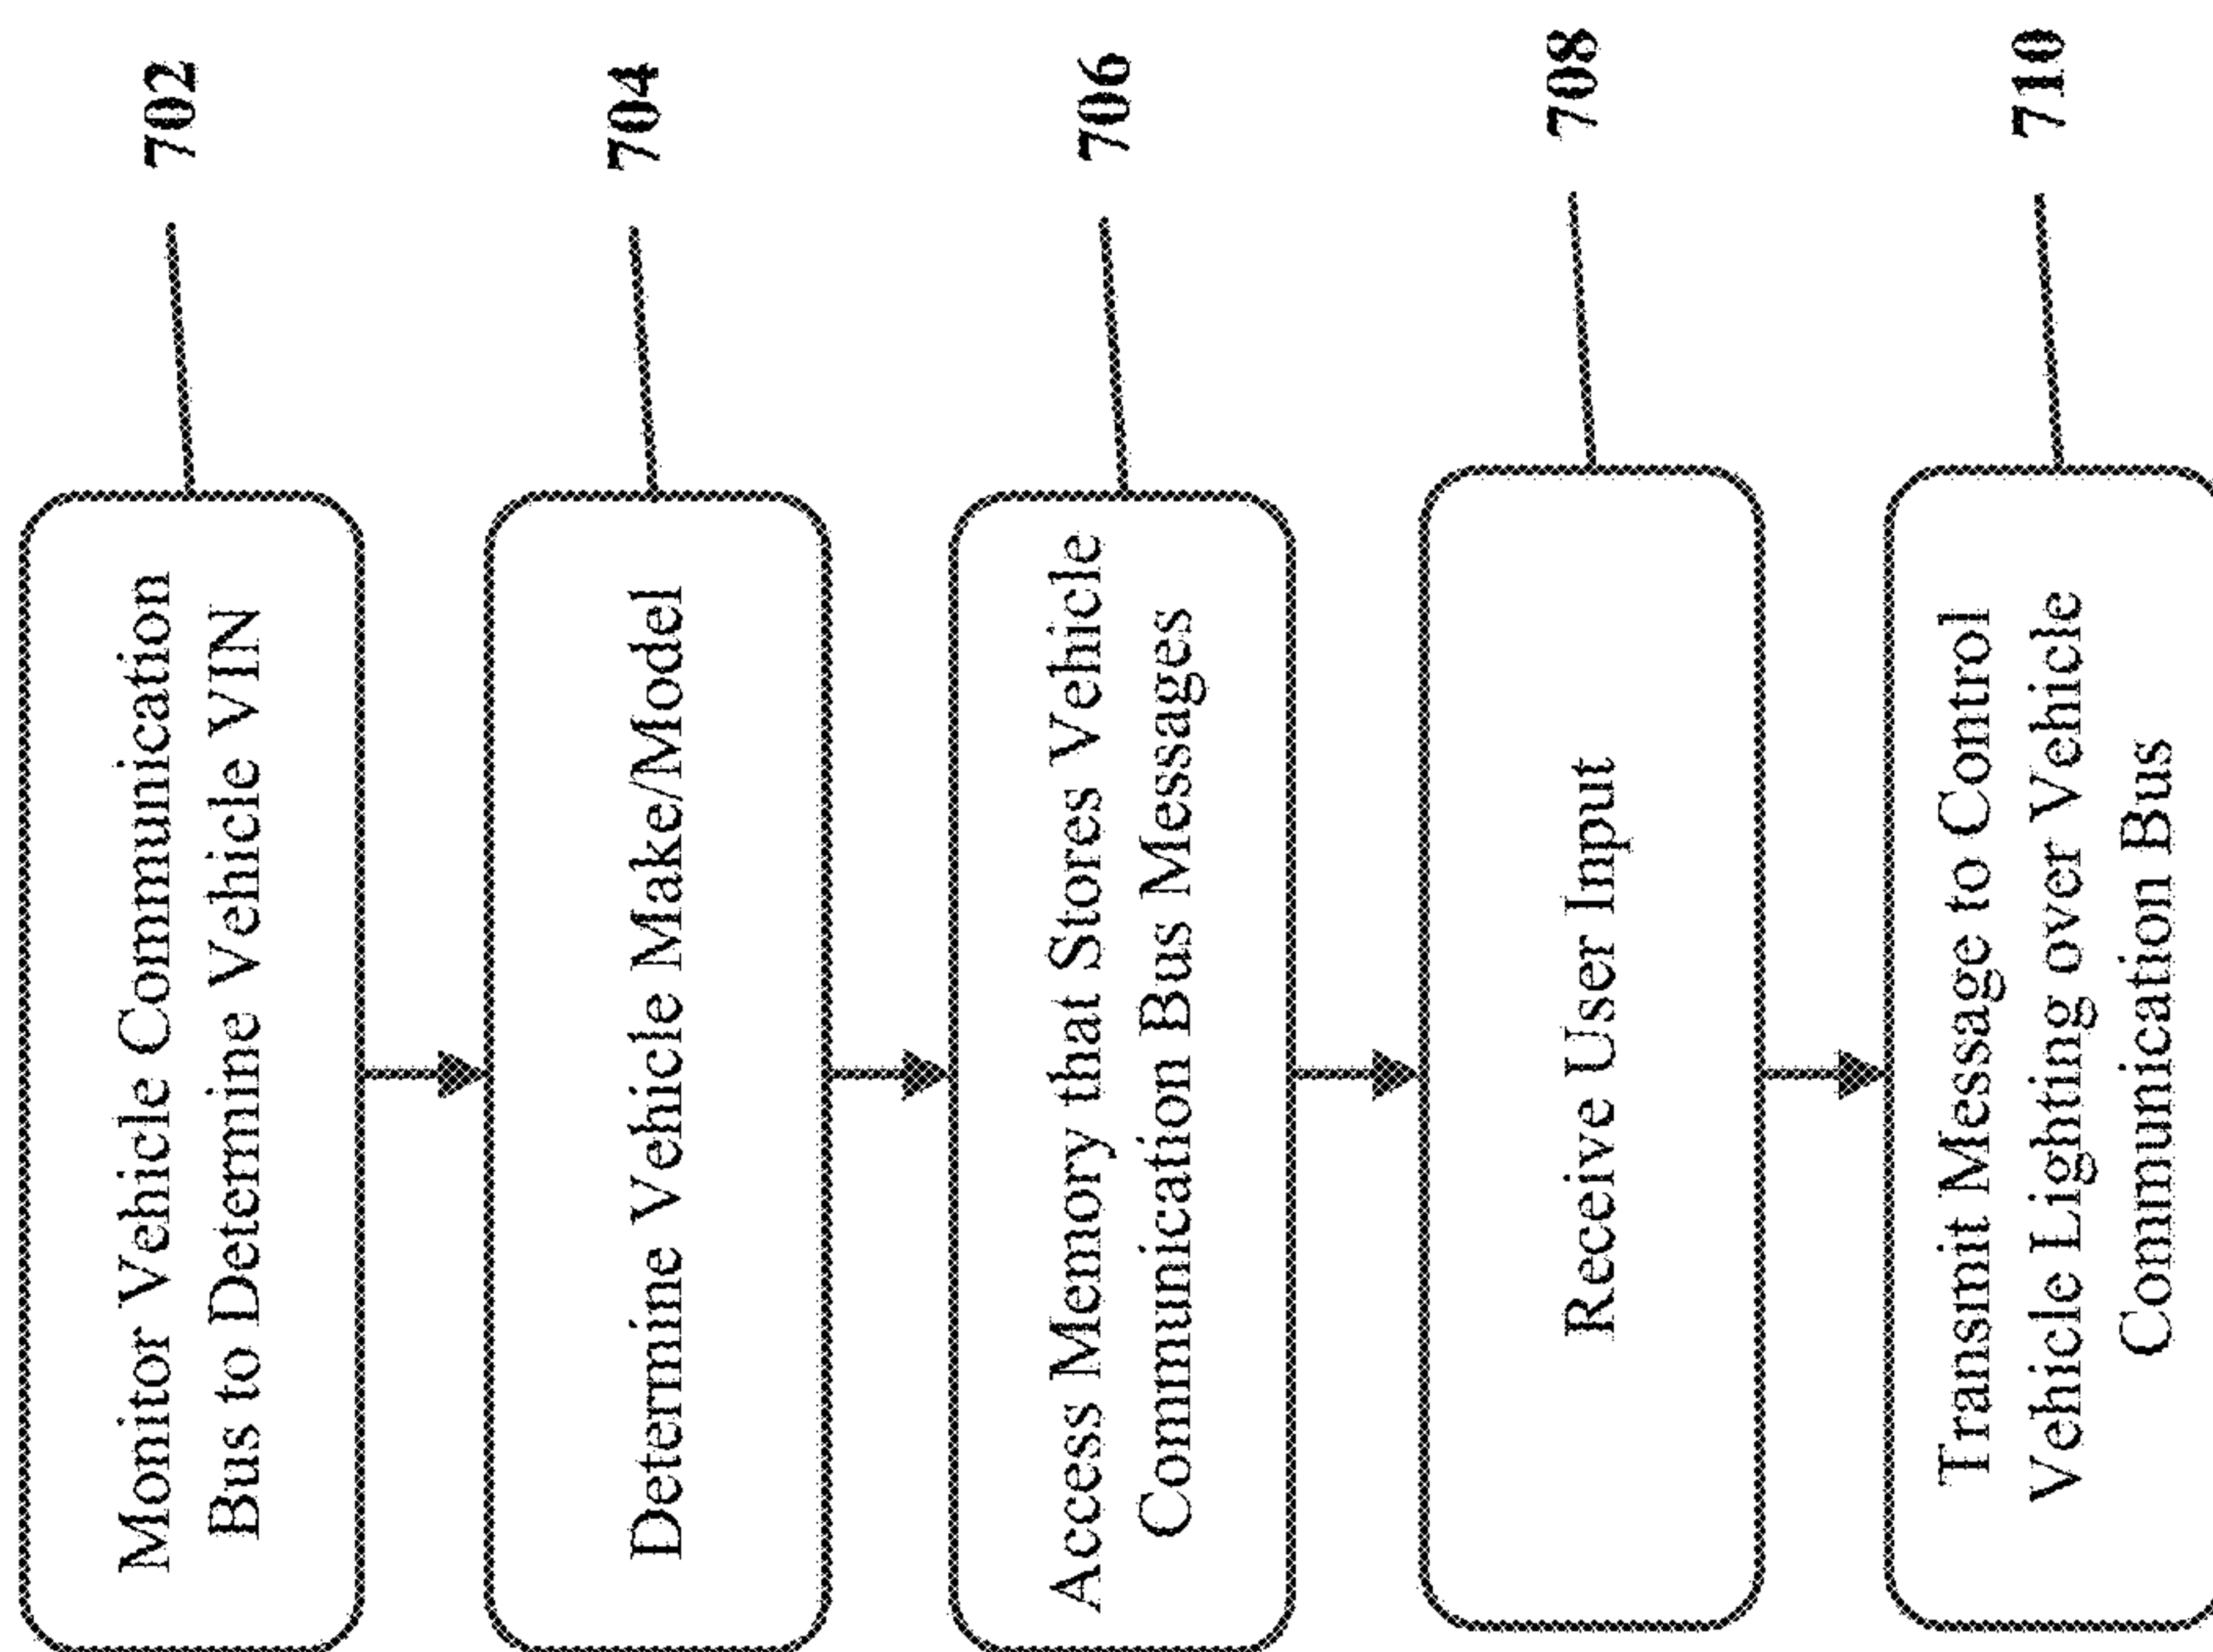 Monitor Vehicle Communication
Bus to Determine Vehicle VIN
702
Determine Vehicle Make/Model
704
Access Memory that Stores Vehicle
Communication Bus Messages
706
Receive User Input
708
Transmit Message to Control
Vehicle Lighting over Vehicle
Communication Bus
710